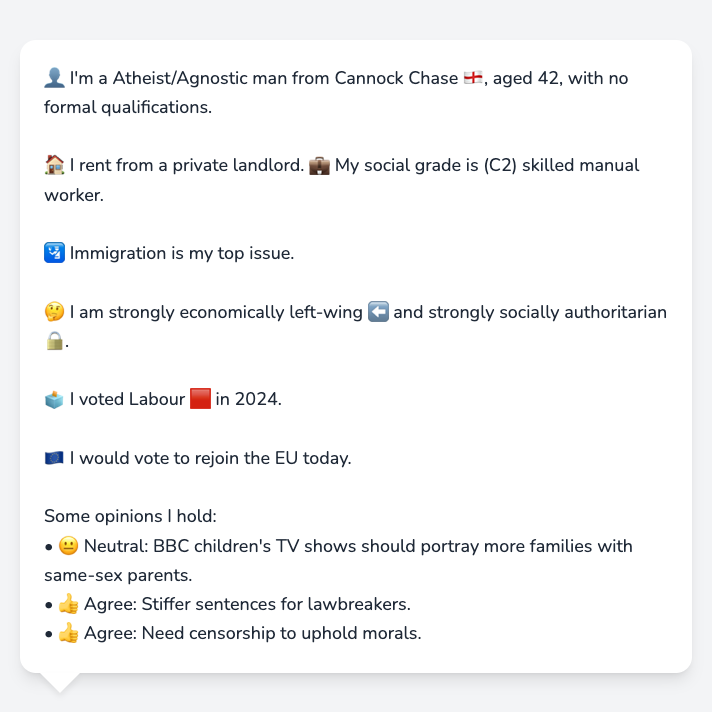 👤 I'm a Atheist/Agnostic man from Cannock Chase 🏴󠁧󠁢󠁥󠁮󠁧󠁿, aged 42, with no
formal qualifications.
🏠 I rent from a private landlord. 💼 My social grade is (C2) skilled manual
worker.
🛂 Immigration is my top issue.
🤔 I am strongly economically left-wing ⬅️ and strongly socially authoritarian
🔒.
🗳️ I voted Labour 🟥 in 2024.
🇪🇺 I would vote to rejoin the EU today.
Some opinions I hold:
• 😐 Neutral: BBC children's TV shows should portray more families with
same-sex parents.
• 👍 Agree: Stiffer sentences for lawbreakers.
• 👍 Agree: Need censorship to uphold morals.